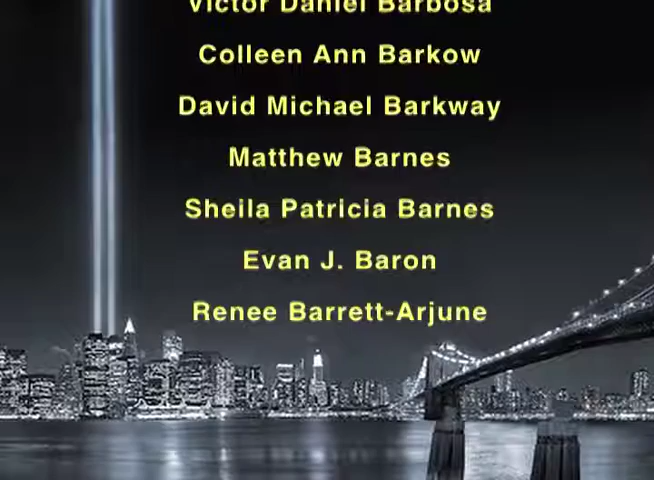 Victor Daniel Barbosa
Colleen Ann Barkow
David Michael Barkway
Matthew Barnes
Sheila Patricia Barnes
Evan J. Baron
Renee Barrett-Arjune